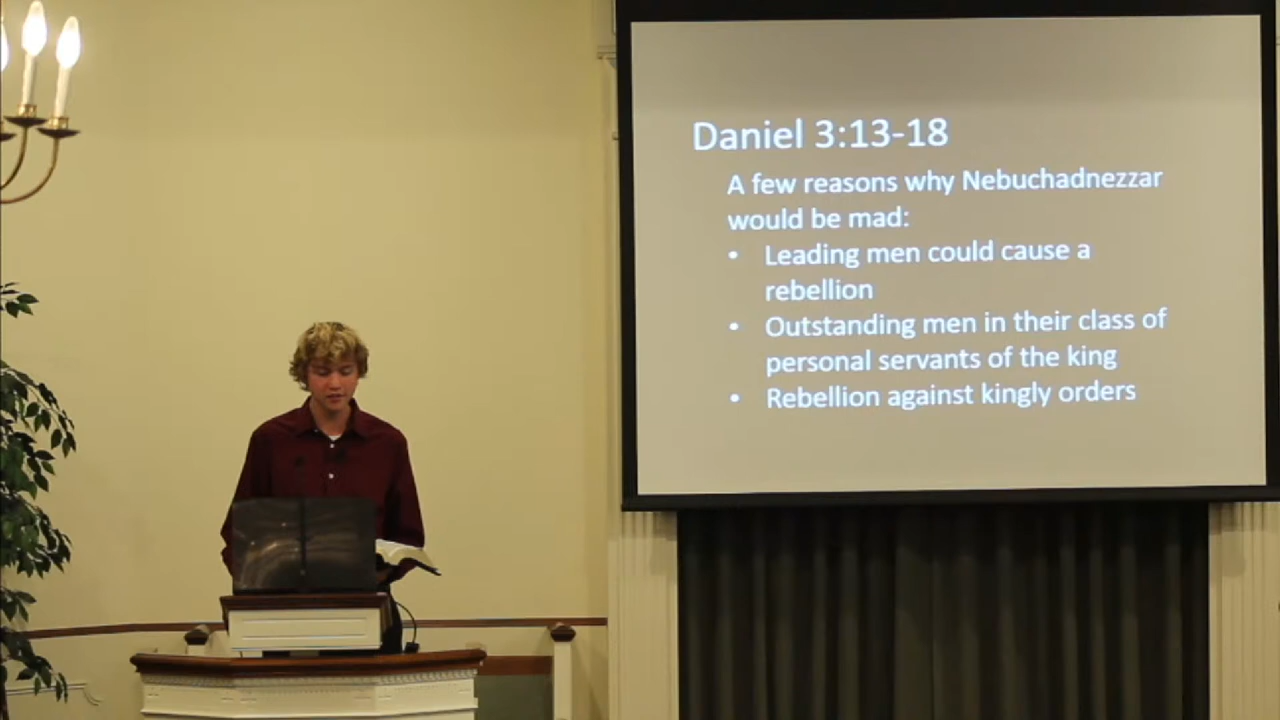 Daniel 3:13-18
A few reasons why Nebuchadnezzar
would be mad:
• Leading men could cause a
rebellion
• Outstanding men in their class of
personal servants of the king
• Rebellion against kingly orders